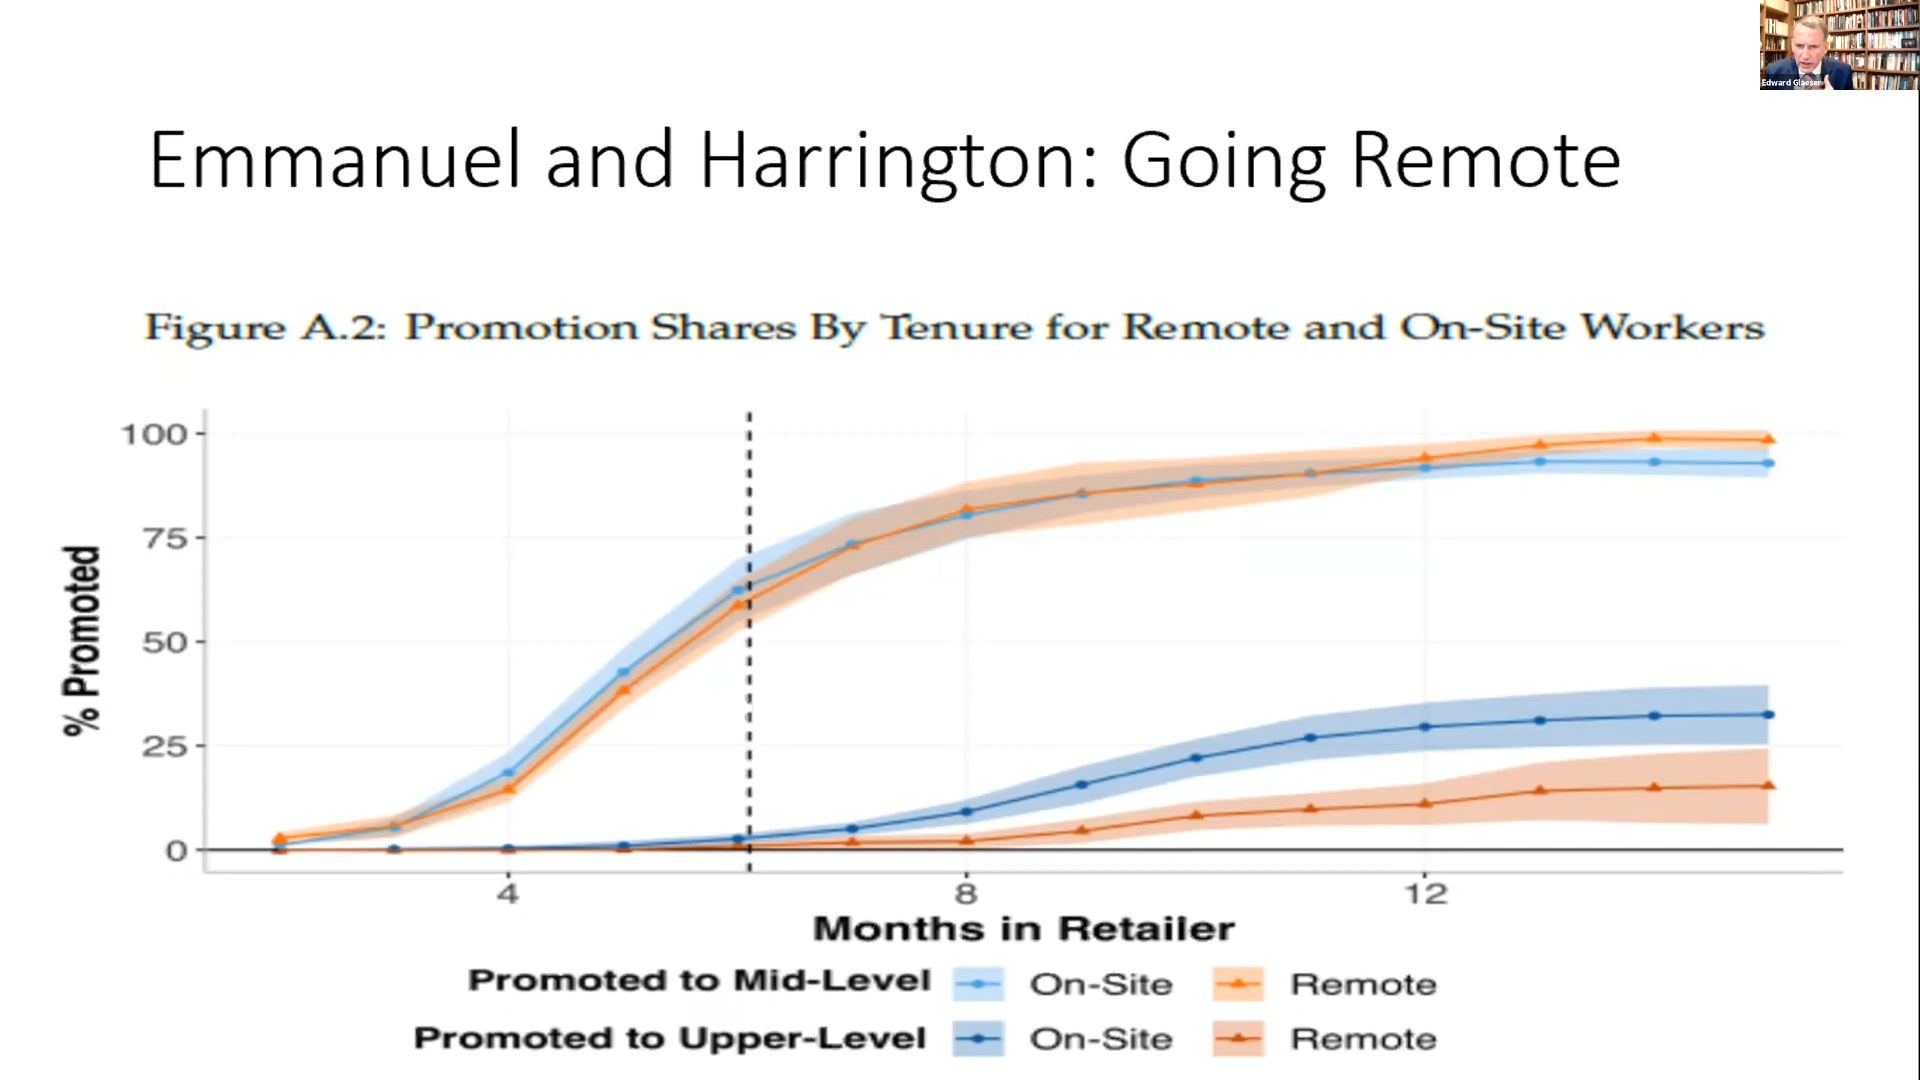 Edward Glaeser
Emmanuel and Harrington: Going Remote
Figure A.2: Promotion Shares By Tenure for Remote and On-Site Workers
100
75
50
25
0
% Promoted
4 8 12
Months in Retailer
Promoted to Mid-Level On-Site Remote
Promoted to Upper-Level On-Site Remote